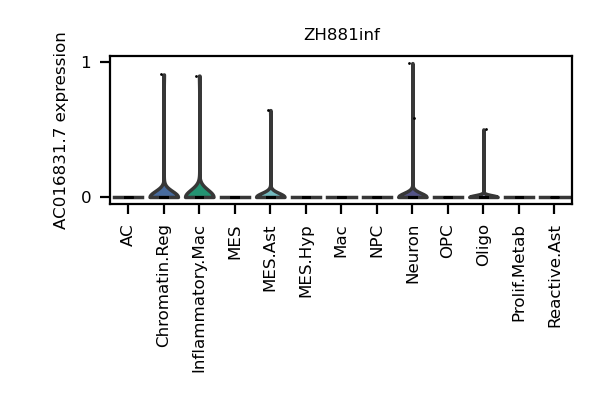 ZH881inf
AC016831.7 expression
1
0
AC
Chromatin.Reg
Inflammatory.Mac
MES
MES.Ast
MES.Hyp
Mac
NPC
Neuron
OPC
Oligo
Prolif.Metab
Reactive.Ast